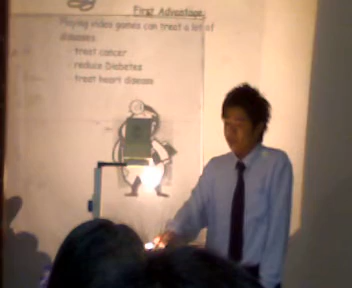 First Advantage:
Playing video games can treat a lot of
diseases
treat cancer
reduce Diabetes
treat heart disease